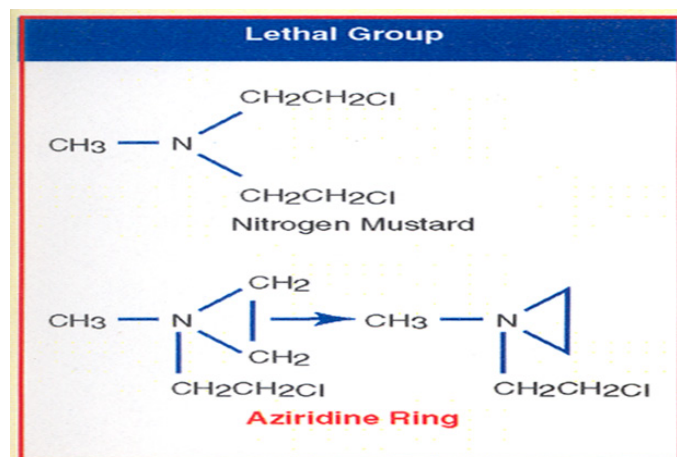 Lethal Group
CH2CH2Cl
CH3 N
CH2CH2Cl
Nitrogen Mustard
CH2
CH3 N CH3 N
CH2
CH2CH2Cl CH2CH2Cl
Aziridine Ring